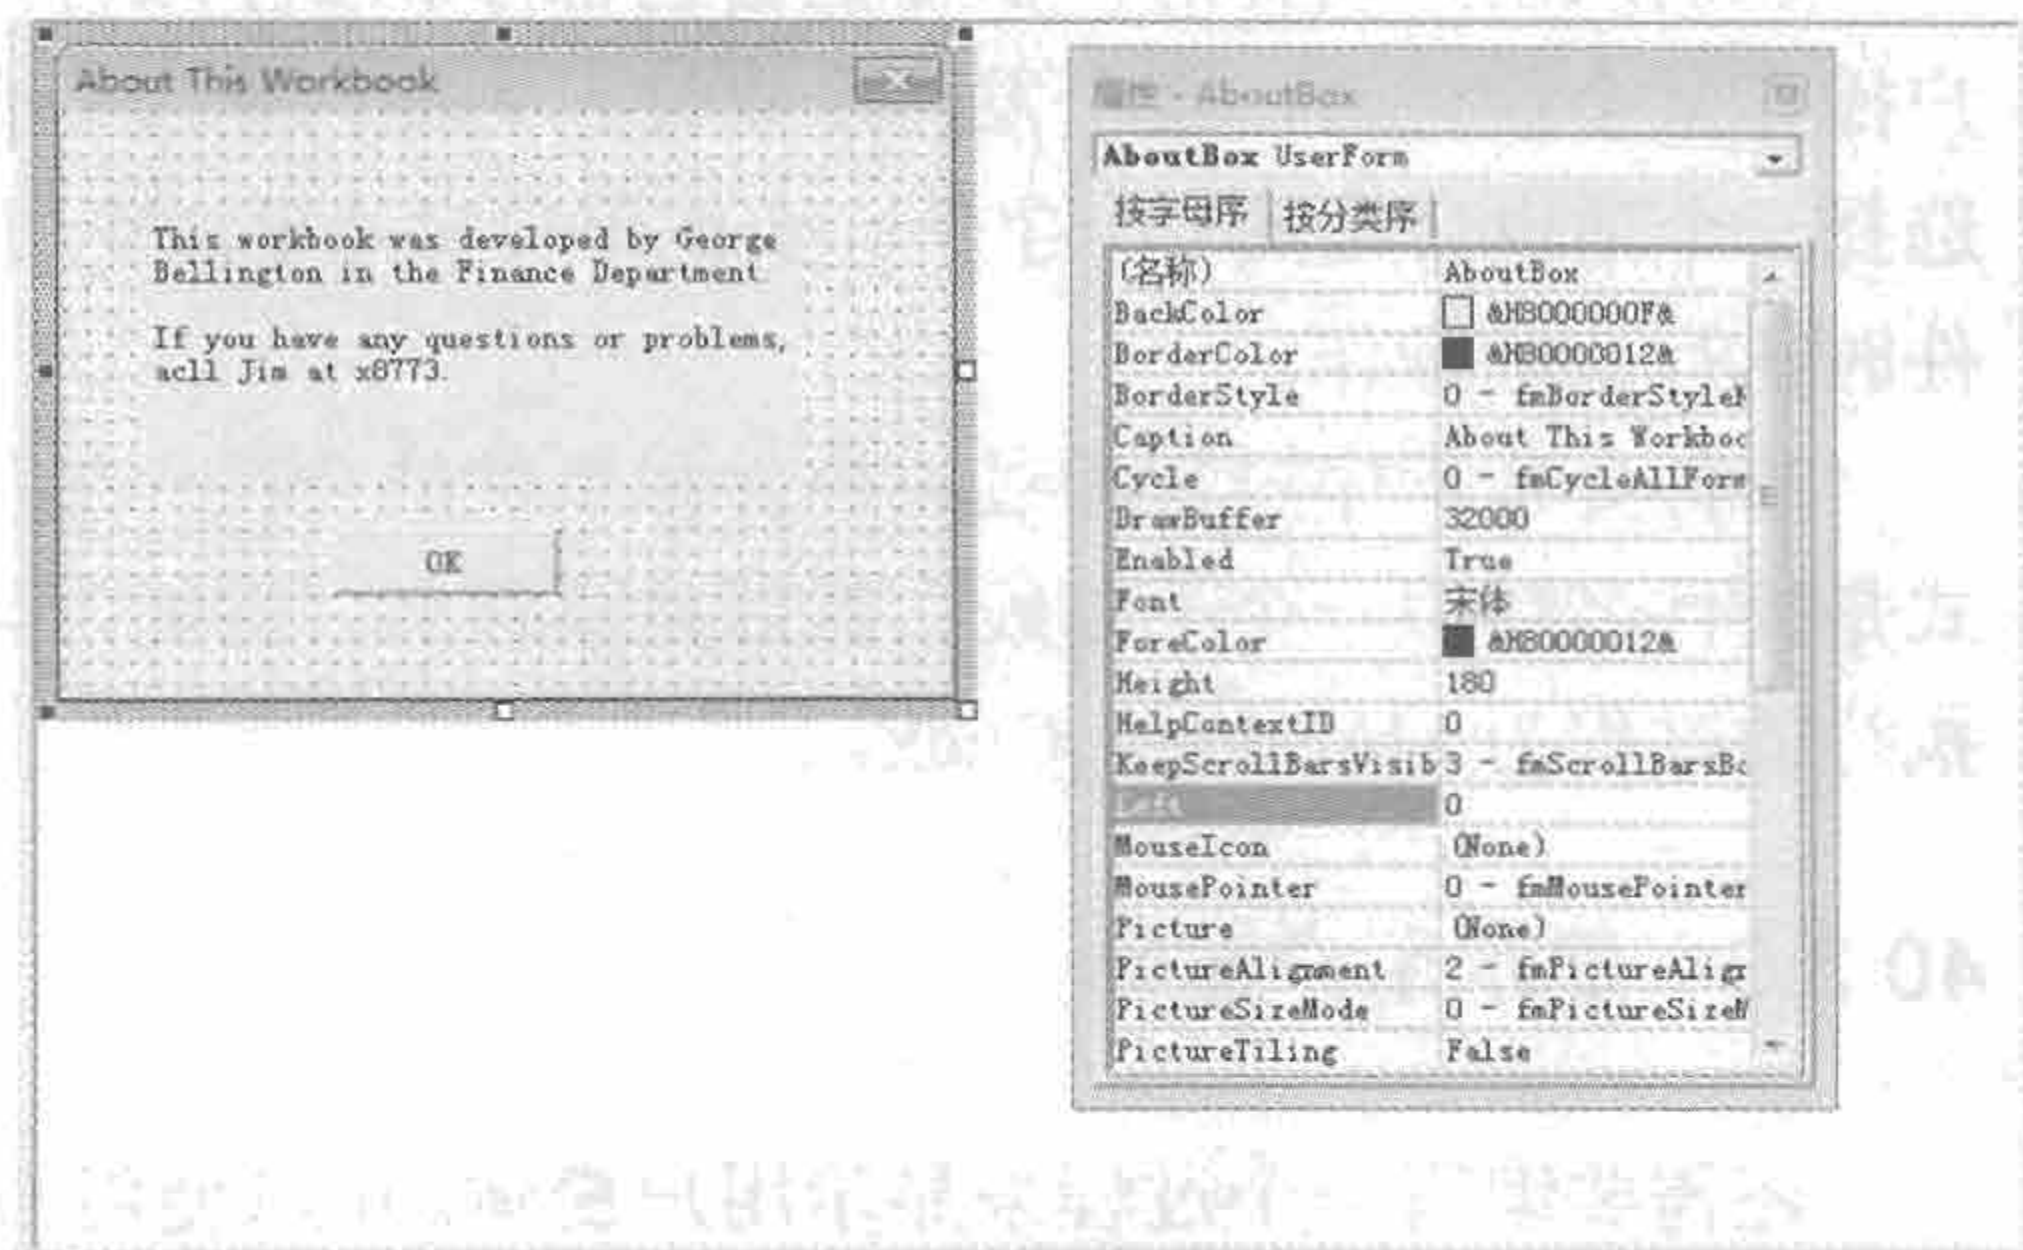 About This Workbook
This workbook was developed by George
Bellington in the Finance Department
If you have any questions or problems,
acll Jim at x8773.
OK
属性 - AboutBox
AboutBox UserForm
按字母序 按分类序
(名称) AboutBox
BackColor &H8000000F&
BorderColor &H80000012&
BorderStyle 0 - fmBorderStyleN
Caption About This Workboo
Cycle 0 - fmCycleAllForm
DrawBuffer 32000
Enabled True
Font 宋体
ForeColor &H80000012&
Height 180
HelpContextID 0
KeepScrollBarsVisib 3 - fmScrollBarsBo
Left 0
MouseIcon (None)
MousePointer 0 - fmMousePointer
Picture (None)
PictureAlignment 2 - fmPictureAlign
PictureSizeMode 0 - fmPictureSizeM
PictureTiling False